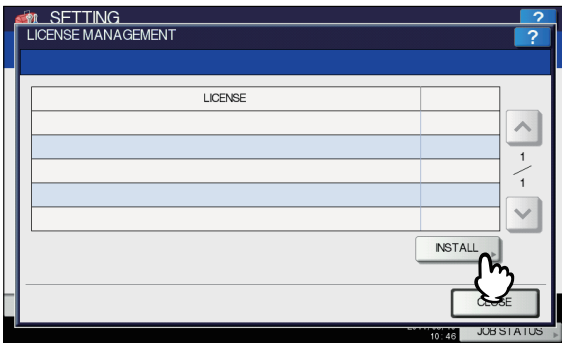 SETTING ?
LICENSE MANAGEMENT ?
LICENSE
1
1
INSTALL
CLOSE
10:46 JOB STATUS